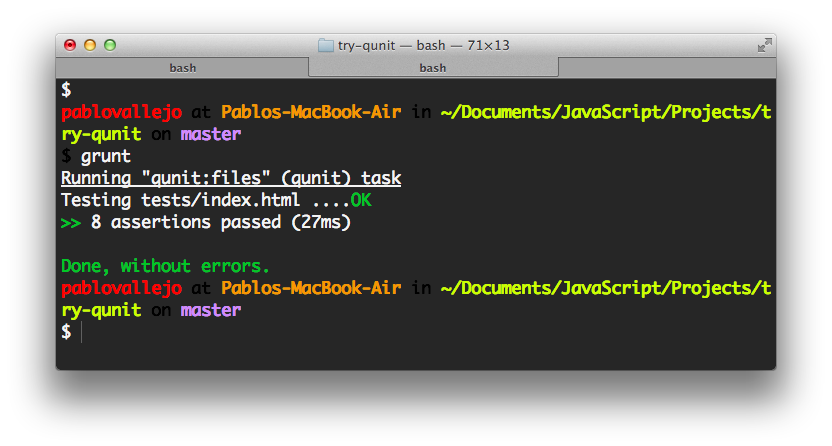 try-qunit — bash — 71×13
bash bash
$
pablovallejo at Pablos-MacBook-Air in ~/Documents/JavaScript/Projects/t
ry-qunit on master
$ grunt
Running "qunit:files" (qunit) task
Testing tests/index.html ....OK
>> 8 assertions passed (27ms)
Done, without errors.
pablovallejo at Pablos-MacBook-Air in ~/Documents/JavaScript/Projects/t
ry-qunit on master
$